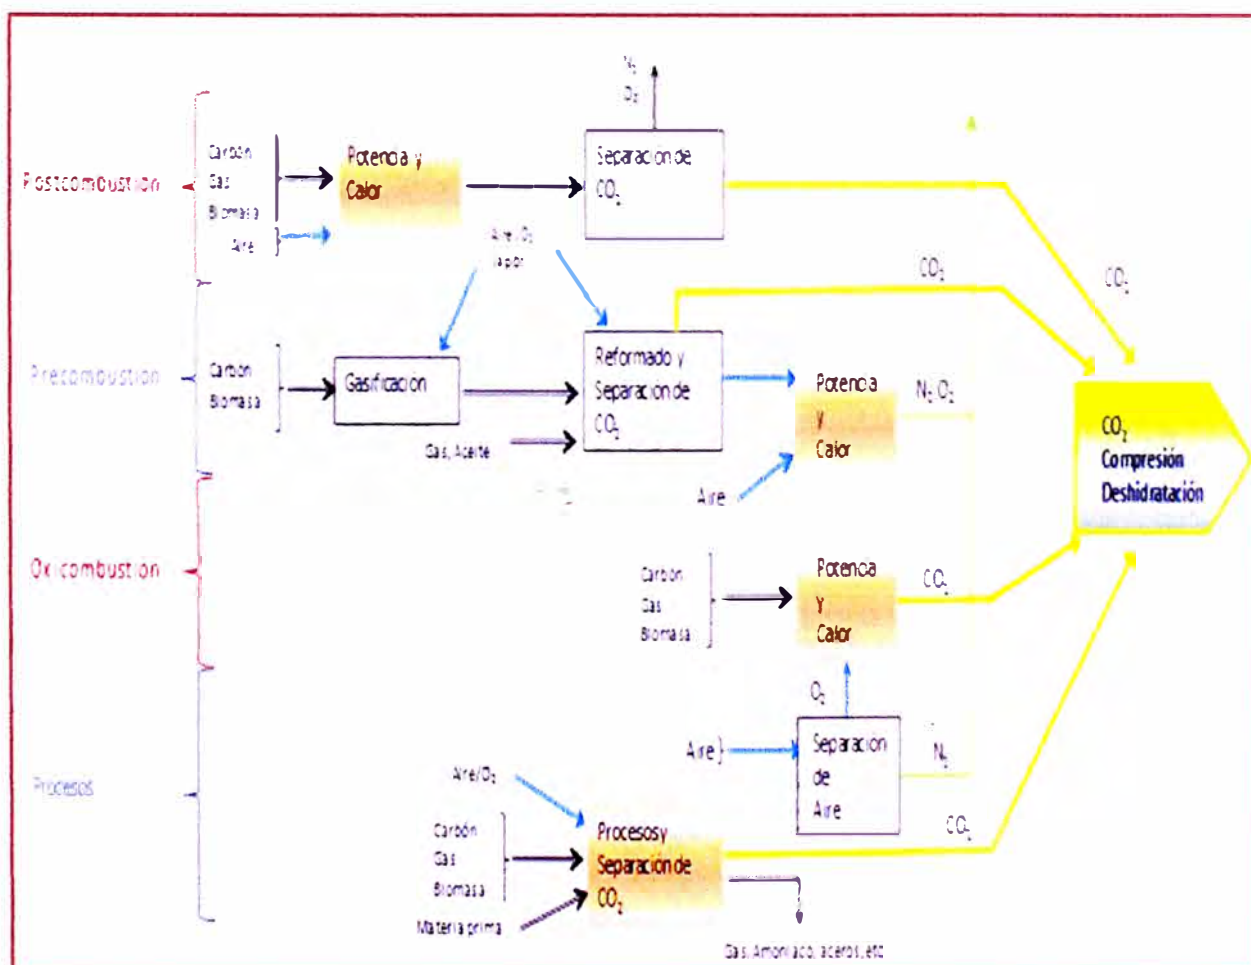 N₂
O₂
Postcombustión
Carbón
Gas
Biomasa
Aire
Potencia y
Calor
Separación de
CO₂
CO₂
Aire/O₂
Vapor
Precombustión
Carbón
Biomasa
Gasificación
Gas, Aceite
Reformado y
Separación de
CO₂
CO₂
Aire
Potencia
y
Calor
N₂ O₂
CO₂
Compresión
Deshidratación
Oxicombustión
Carbón
Gas
Biomasa
Potencia
y
Calor
CO₂
O₂
Aire
Separación
de
Aire
N₂
Procesos
Aire/O₂
Carbón
Gas
Biomasa
Materia prima
Procesos y
Separación de
CO₂
CO₂
Gas, Amoniaco, aceros, etc